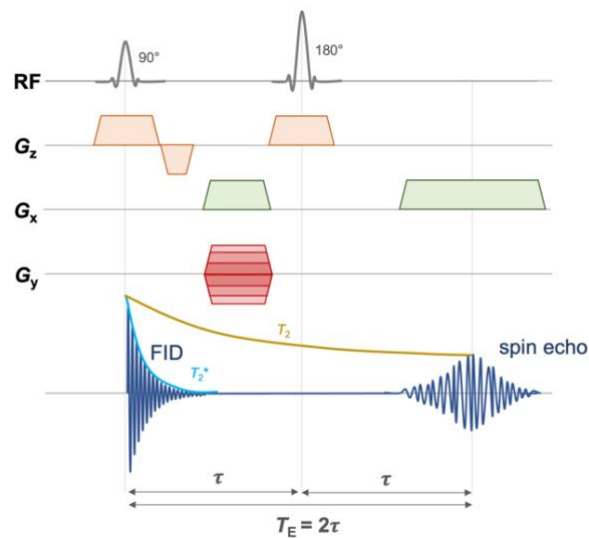 90°
180°
RF
Gz
Gx
Gy
T2
FID
T2*
spin echo
τ
τ
TE = 2τ